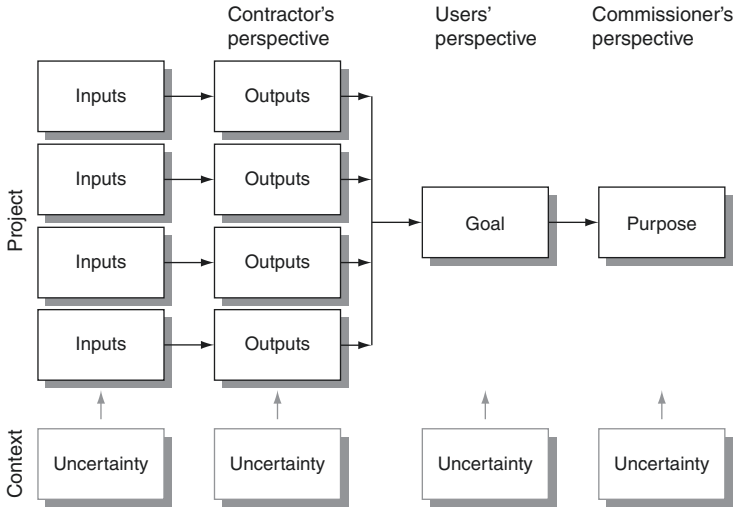 Contractor's
perspective
Users'
perspective
Commissioner's
perspective
Project
Inputs
Outputs
Inputs
Outputs
Goal
Purpose
Inputs
Outputs
Inputs
Outputs
Context
Uncertainty
Uncertainty
Uncertainty
Uncertainty